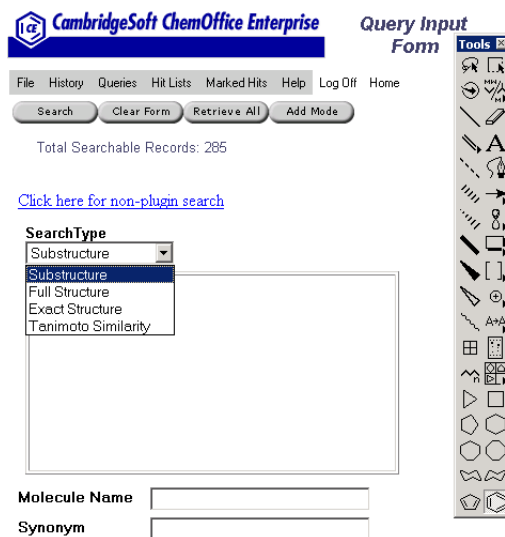 CambridgeSoft ChemOffice Enterprise
Query Input
Form
Tools
File History Queries Hit Lists Marked Hits Help Log Off Home
Search Clear Form Retrieve All Add Mode
Total Searchable Records: 285
Click here for non-plugin search
SearchType
Substructure
Substructure
Full Structure
Exact Structure
Tanimoto Similarity
A
Molecule Name
Synonym